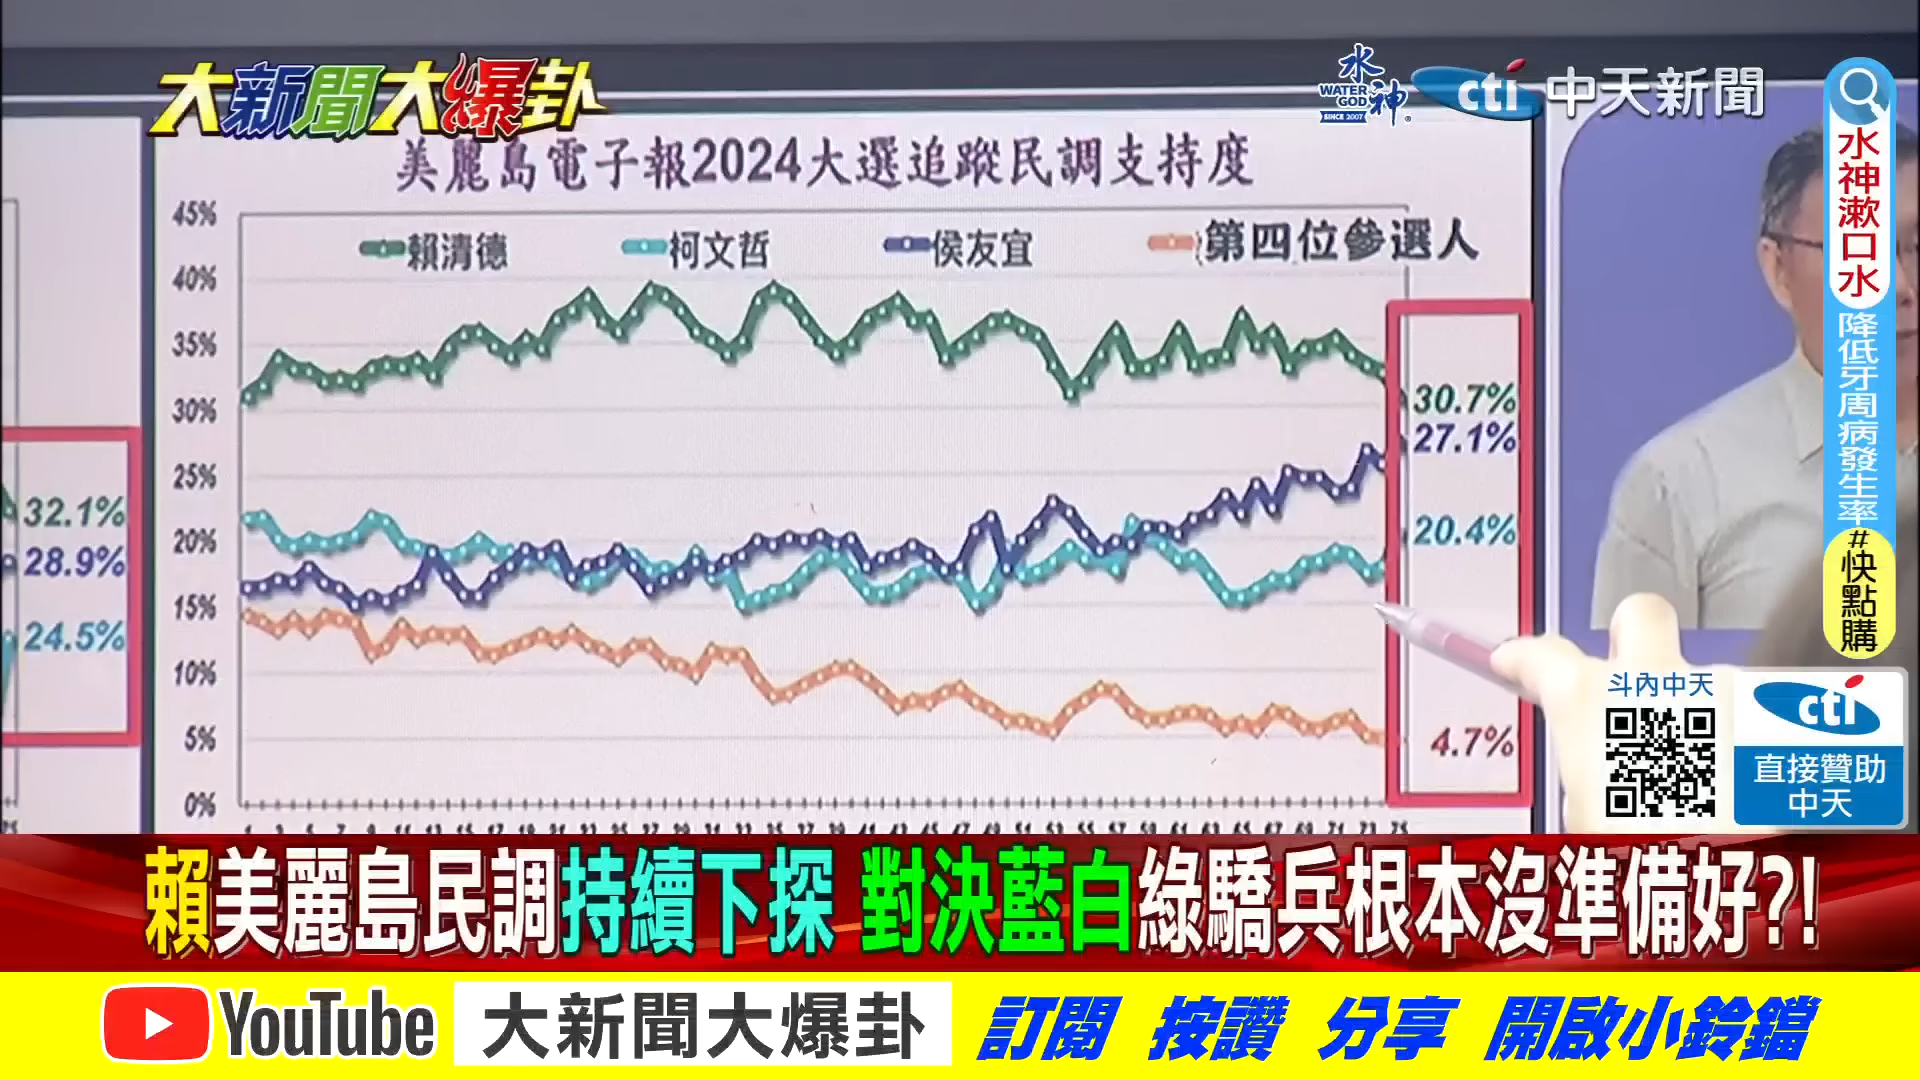 大新聞大爆卦
水神
WATER GOD
SINCE 2007
cti 中天新聞
美麗島電子報2024大選追蹤民調支持度
賴清德 柯文哲 侯友宜 第四位參選人
45%
40%
35%
30%
25%
20%
15%
10%
5%
0%
30.7%
27.1%
20.4%
4.7%
32.1%
28.9%
24.5%
水神漱口水
降低牙周病發生率
#快點購
斗內中天
cti
直接贊助
中天
賴美麗島民調持續下探 對決藍白綠驕兵根本沒準備好?!
YouTube 大新聞大爆卦 訂閱 按讚 分享 開啟小鈴鐺